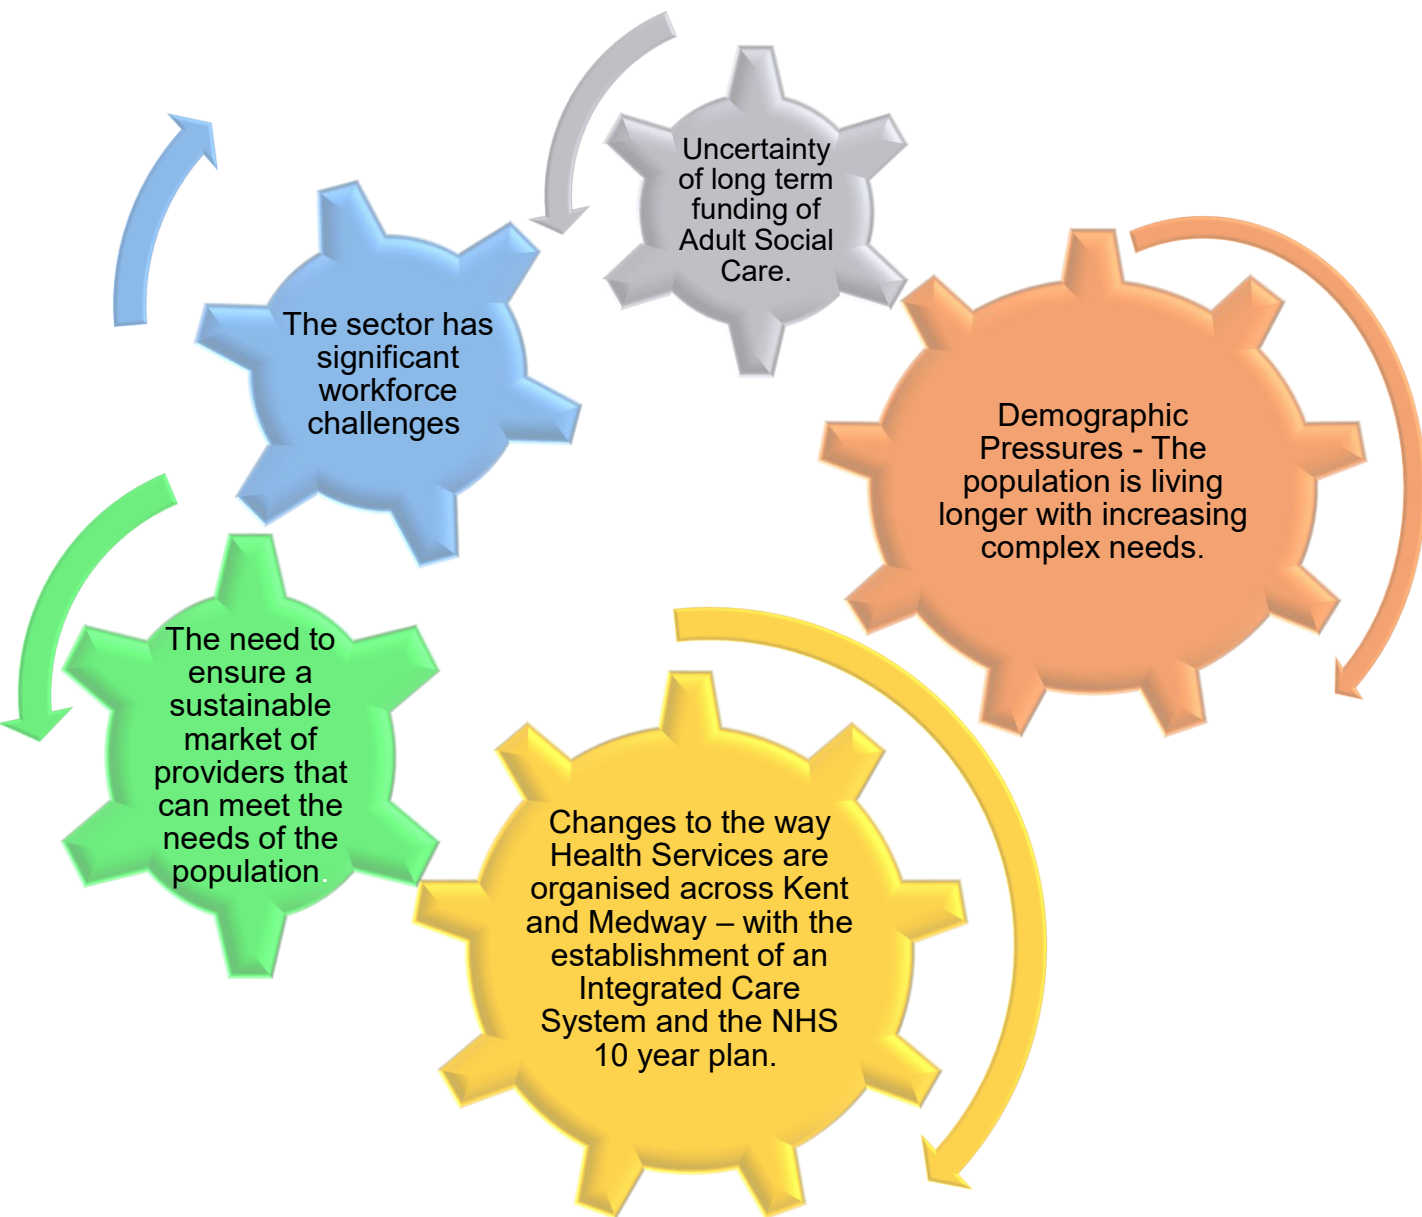 Uncertainty
of long term
funding of
Adult Social
Care.
The sector has
significant
workforce
challenges
Demographic
Pressures - The
population is living
longer with increasing
complex needs.
The need to
ensure a
sustainable
market of
providers that
can meet the
needs of the
population.
Changes to the way
Health Services are
organised across Kent
and Medway – with the
establishment of an
Integrated Care
System and the NHS
10 year plan.